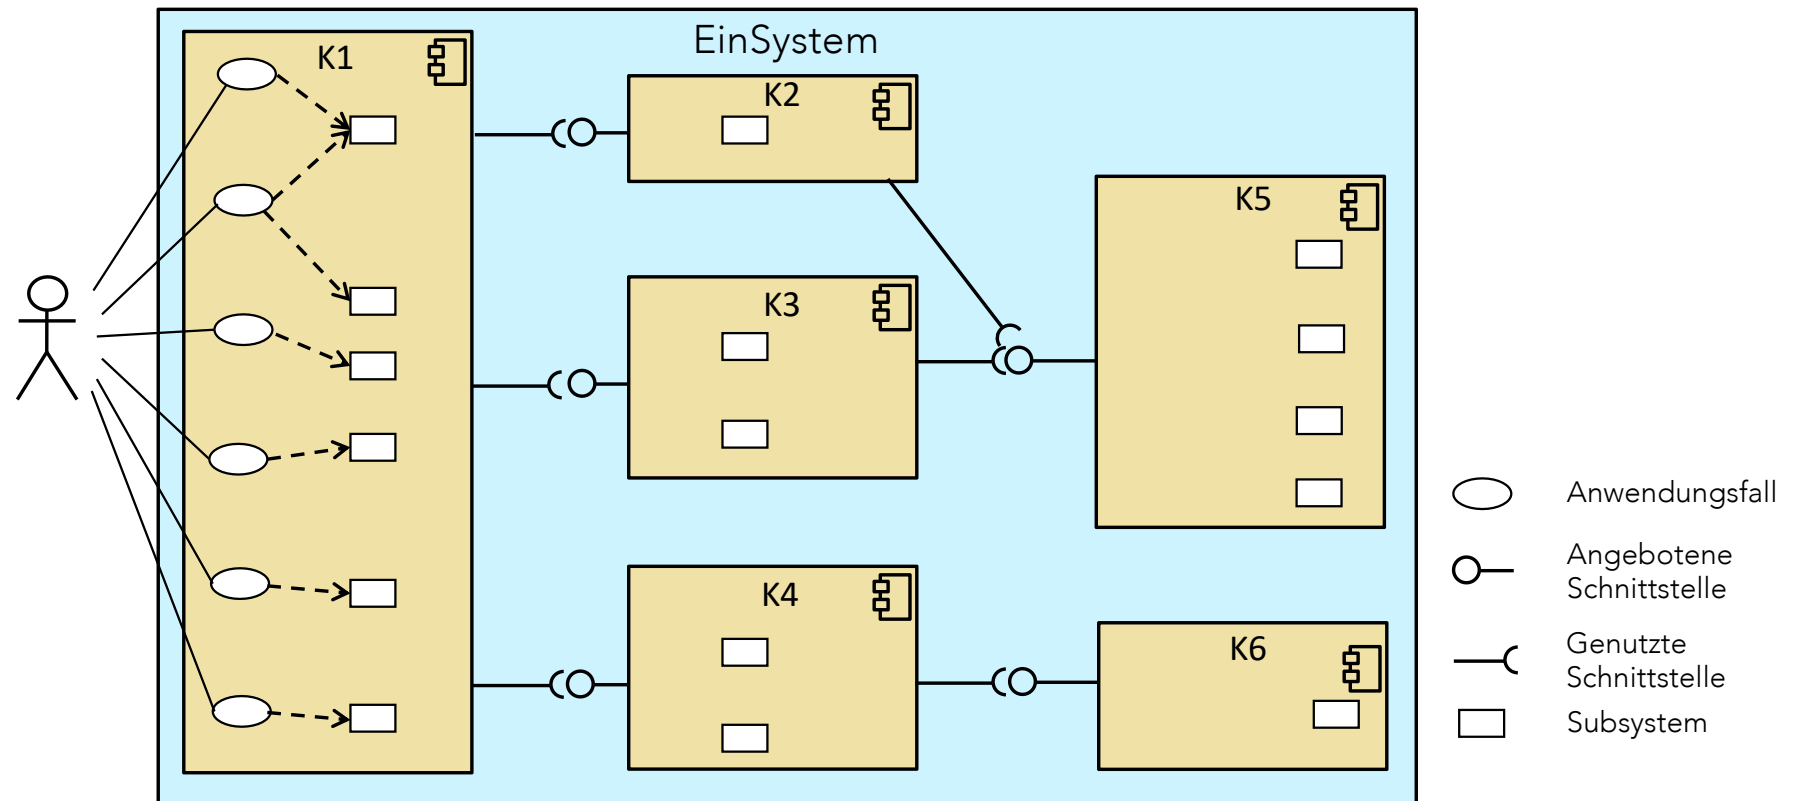 EinSystem
K1
K2
K3
K4
K5
K6
Anwendungsfall
Angebotene
Schnittstelle
Genutzte
Schnittstelle
Subsystem